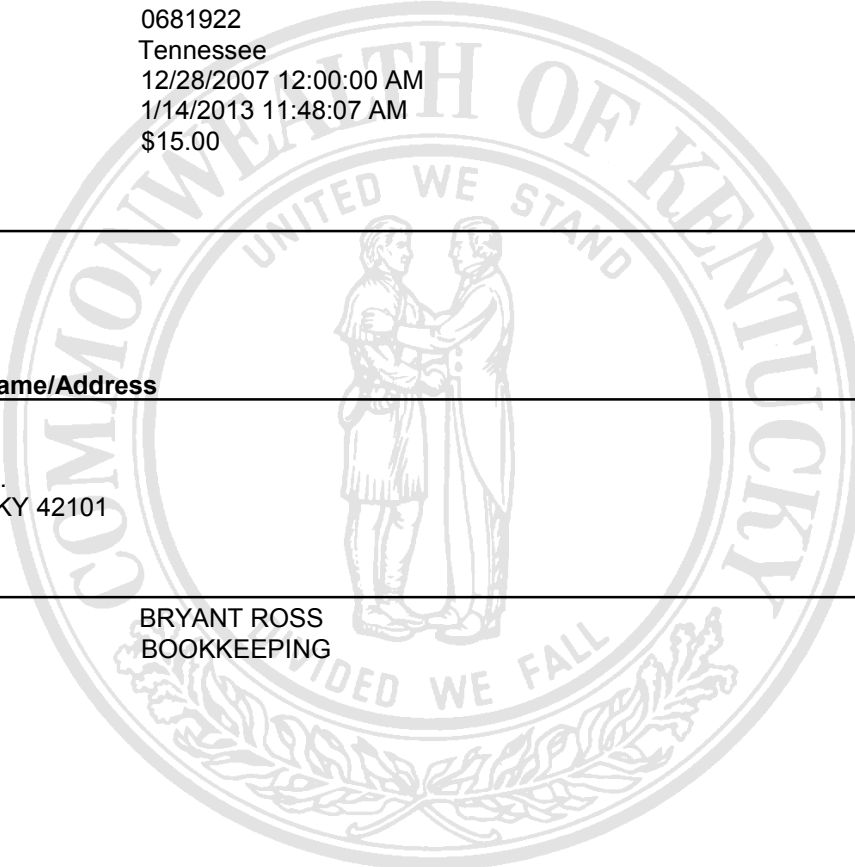 0681922
Tennessee
12/28/2007 12:00:00 AM
1/14/2013 11:48:07 AM
$15.00
COMMONWEALTH OF KENTUCKY
UNITED WE STAND
ame/Address
.
KY 42101
BRYANT ROSS
BOOKKEEPING
DIVIDED WE FALL